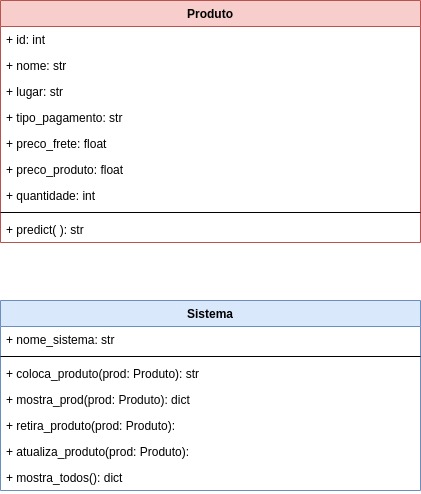 Produto
+ id: int
+ nome: str
+ lugar: str
+ tipo_pagamento: str
+ preco_frete: float
+ preco_produto: float
+ quantidade: int
+ predict( ): str
Sistema
+ nome_sistema: str
+ coloca_produto(prod: Produto): str
+ mostra_prod(prod: Produto): dict
+ retira_produto(prod: Produto):
+ atualiza_produto(prod: Produto):
+ mostra_todos(): dict